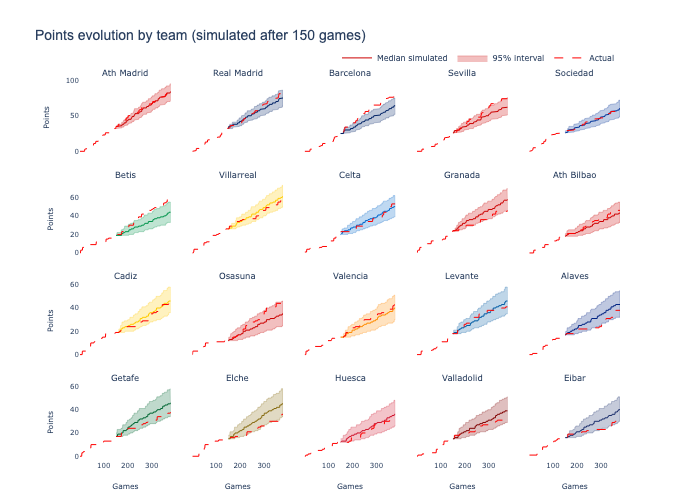 Points evolution by team (simulated after 150 games)
Median simulated 95% interval Actual
Ath Madrid Real Madrid Barcelona Sevilla Sociedad
100
50
0
Points
Betis Villarreal Celta Granada Ath Bilbao
60
40
20
0
Points
Cadiz Osasuna Valencia Levante Alaves
60
40
20
0
Points
Getafe Elche Huesca Valladolid Eibar
60
40
20
0
Points
100 200 300 100 200 300 100 200 300 100 200 300 100 200 300
Games Games Games Games Games